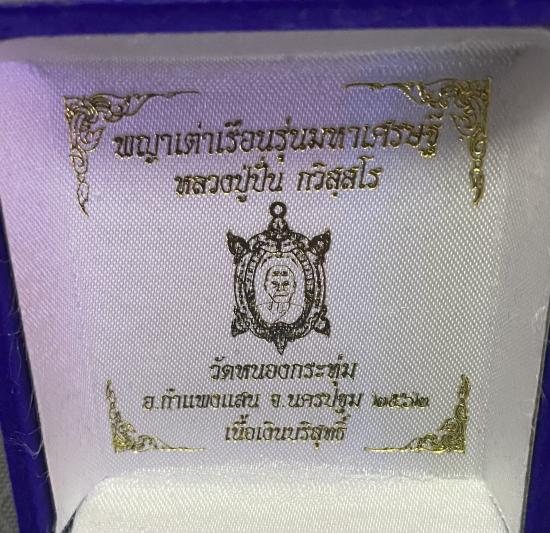 พญาเต่าเรือนรุ่นมหาเศรษฐี
หลวงปู่ปั่น กวิสฺสโร
วัดหนองกระทุ่ม
อ.กำแพงแสน จ.นครปฐม ๒๕๖๒
เนื้อเงินบริสุทธิ์